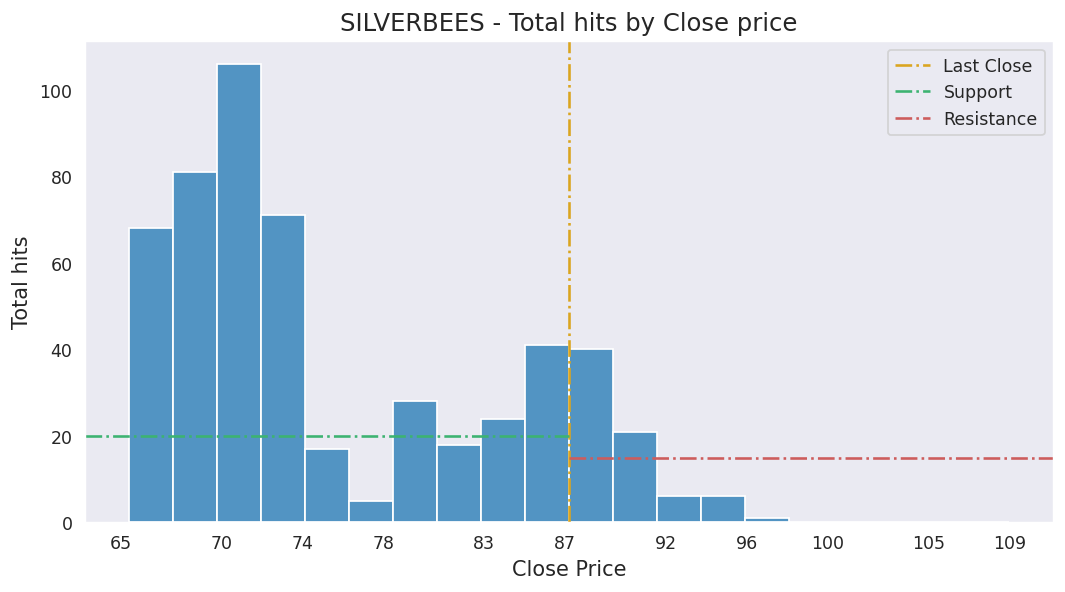 SILVERBEES - Total hits by Close price
Last Close
Support
Resistance
Total hits
100
80
60
40
20
0
65 70 74 78 83 87 92 96 100 105 109
Close Price